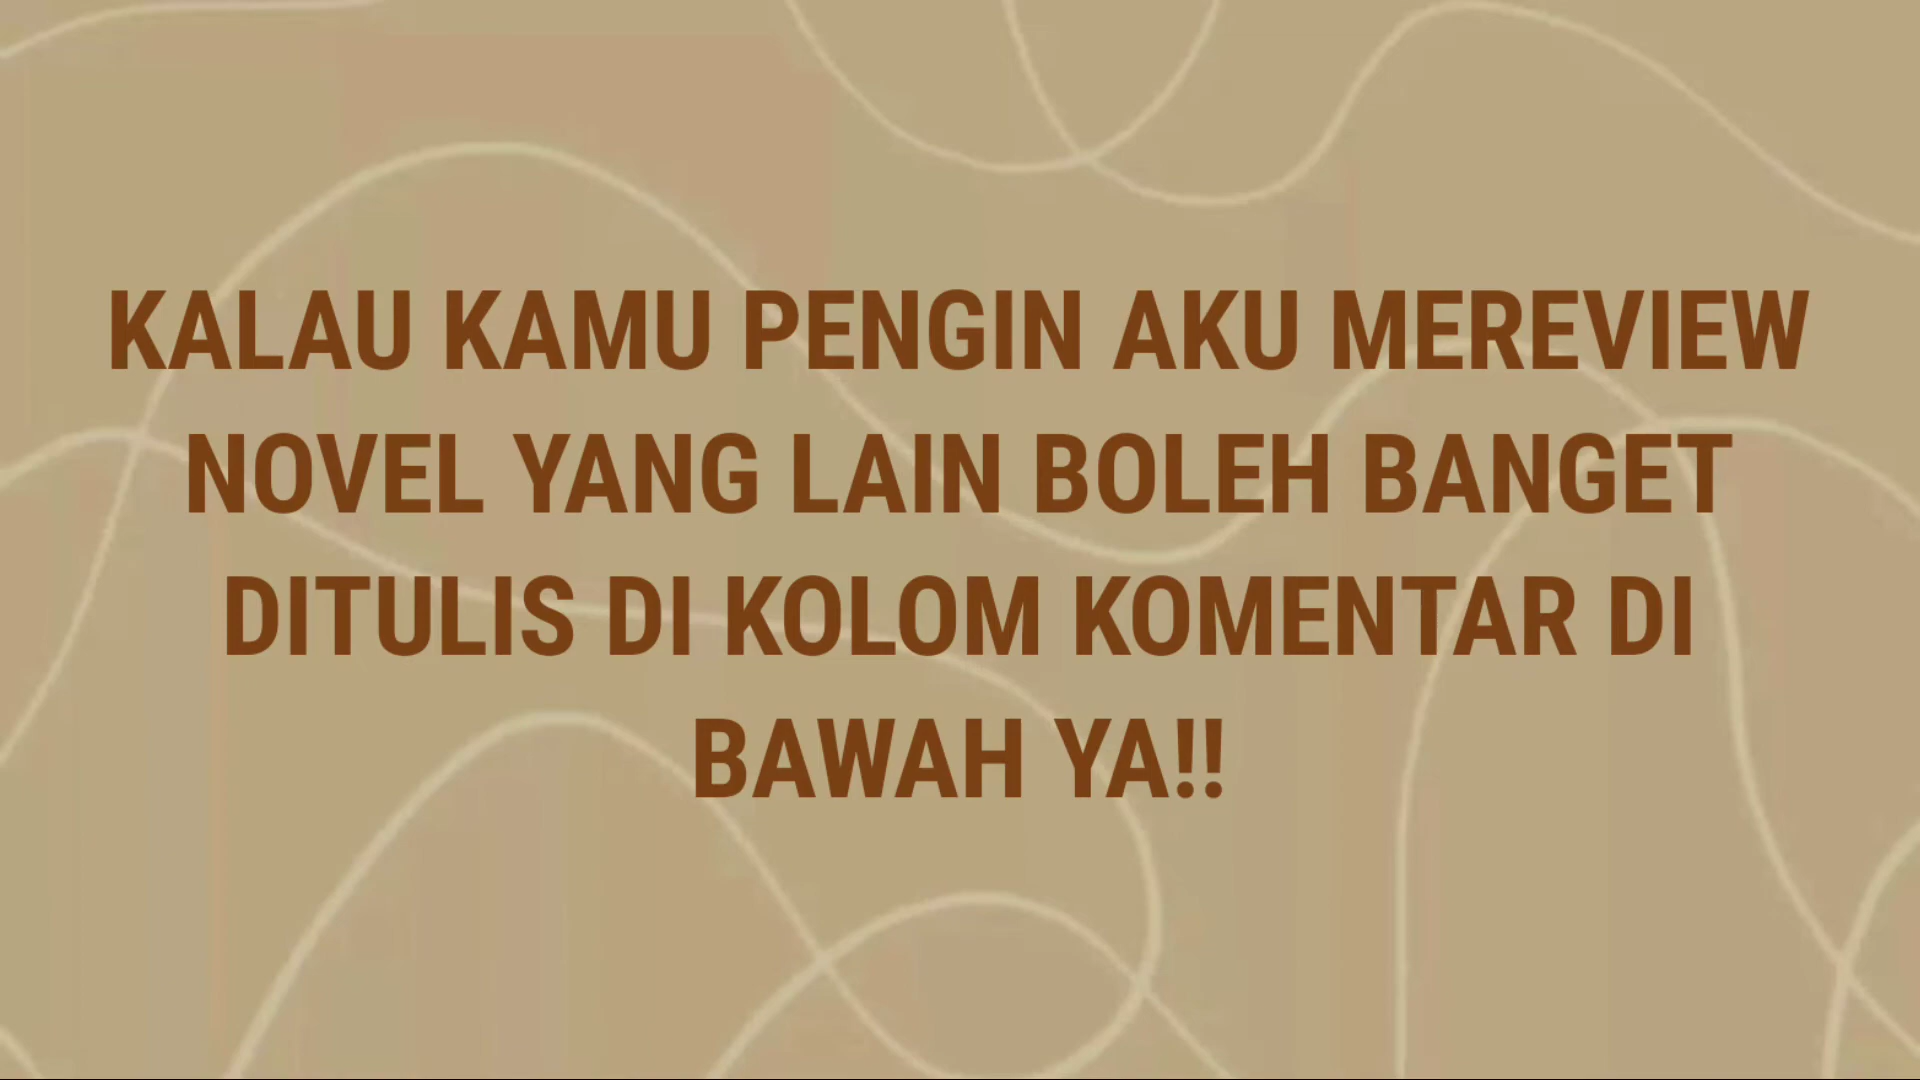 KALAU KAMU PENGIN AKU MEREVIEW
NOVEL YANG LAIN BOLEH BANGET
DITULIS DI KOLOM KOMENTAR DI
BAWAH YA!!